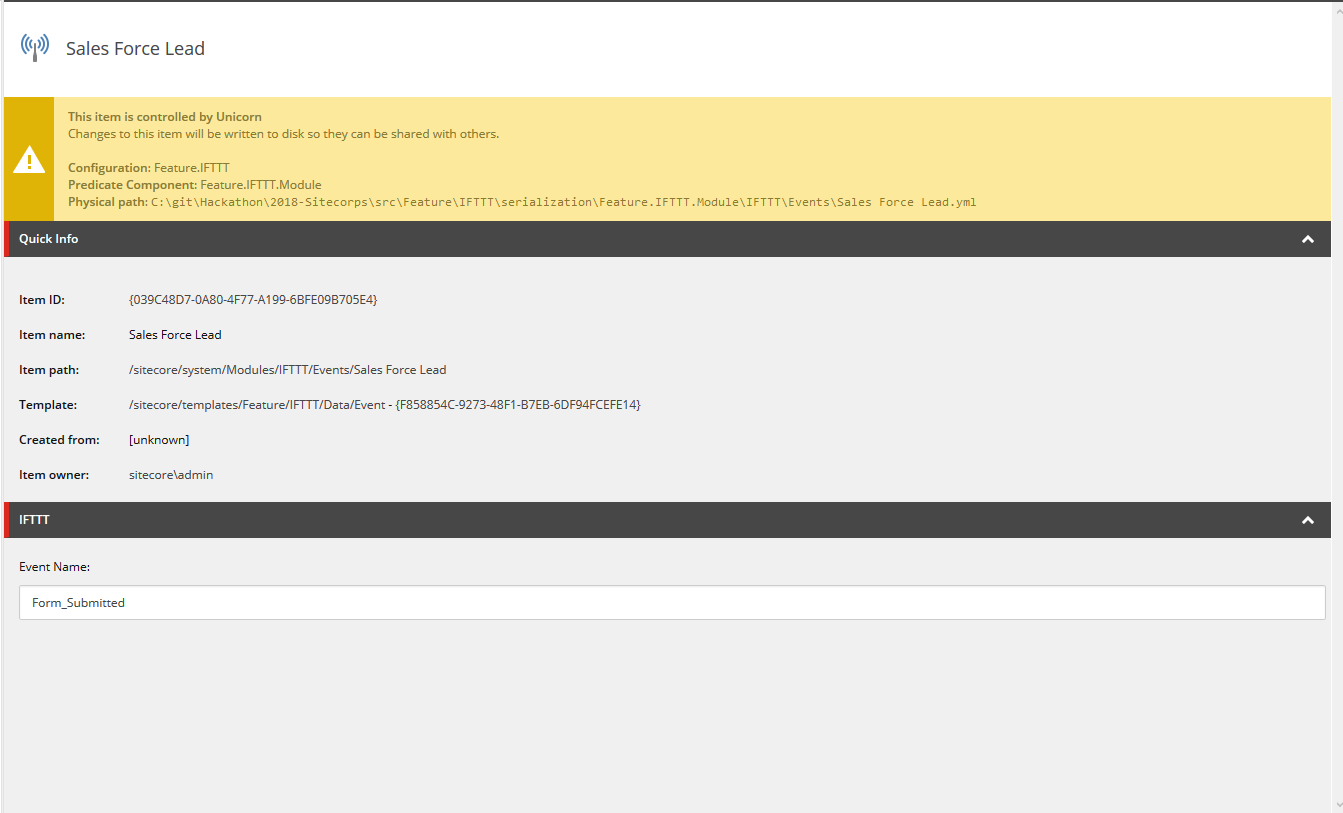 Sales Force Lead
This item is controlled by Unicorn
Changes to this item will be written to disk so they can be shared with others.
Configuration: Feature.IFTTT
Predicate Component: Feature.IFTTT.Module
Physical path: C:\git\Hackathon\2018-Sitecorps\src\Feature\IFTTT\serialization\Feature.IFTTT.Module\IFTTT\Events\Sales Force Lead.yml
Quick Info
Item ID: {039C48D7-0A80-4F77-A199-6BFE09B705E4}
Item name: Sales Force Lead
Item path: /sitecore/system/Modules/IFTTT/Events/Sales Force Lead
Template: /sitecore/templates/Feature/IFTTT/Data/Event - {F858854C-9273-48F1-B7EB-6DF94FCEFE14}
Created from: [unknown]
Item owner: sitecore\admin
IFTTT
Event Name:
Form_Submitted